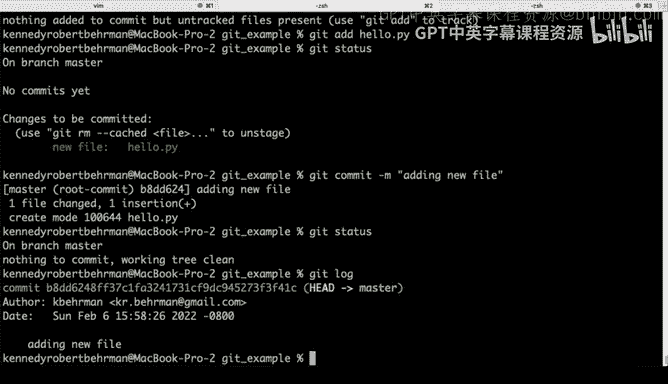 vim ⌘1 -zsh ⌘2 -zsh ⌘3
nothing added to commit but untracked files present (use "git add" to track)
kennedyrobertbehrman@MacBook-Pro-2 git_example % git add hello.py
GPT中英字幕课程资源 bilibili
kennedyrobertbehrman@MacBook-Pro-2 git_example % git status
On branch master
No commits yet
Changes to be committed:
(use "git rm --cached <file>..." to unstage)
new file: hello.py
kennedyrobertbehrman@MacBook-Pro-2 git_example % git commit -m "adding new file"
[master (root-commit) b8dd624] adding new file
1 file changed, 1 insertion(+)
create mode 100644 hello.py
kennedyrobertbehrman@MacBook-Pro-2 git_example % git status
On branch master
nothing to commit, working tree clean
kennedyrobertbehrman@MacBook-Pro-2 git_example % git log
commit b8dd6248ff37c1fa3241731cf9dc945273f3f41c (HEAD -> master)
Author: kbehrman <kr.behrman@gmail.com>
Date: Sun Feb 6 15:58:26 2022 -0800
adding new file
kennedyrobertbehrman@MacBook-Pro-2 git_example %